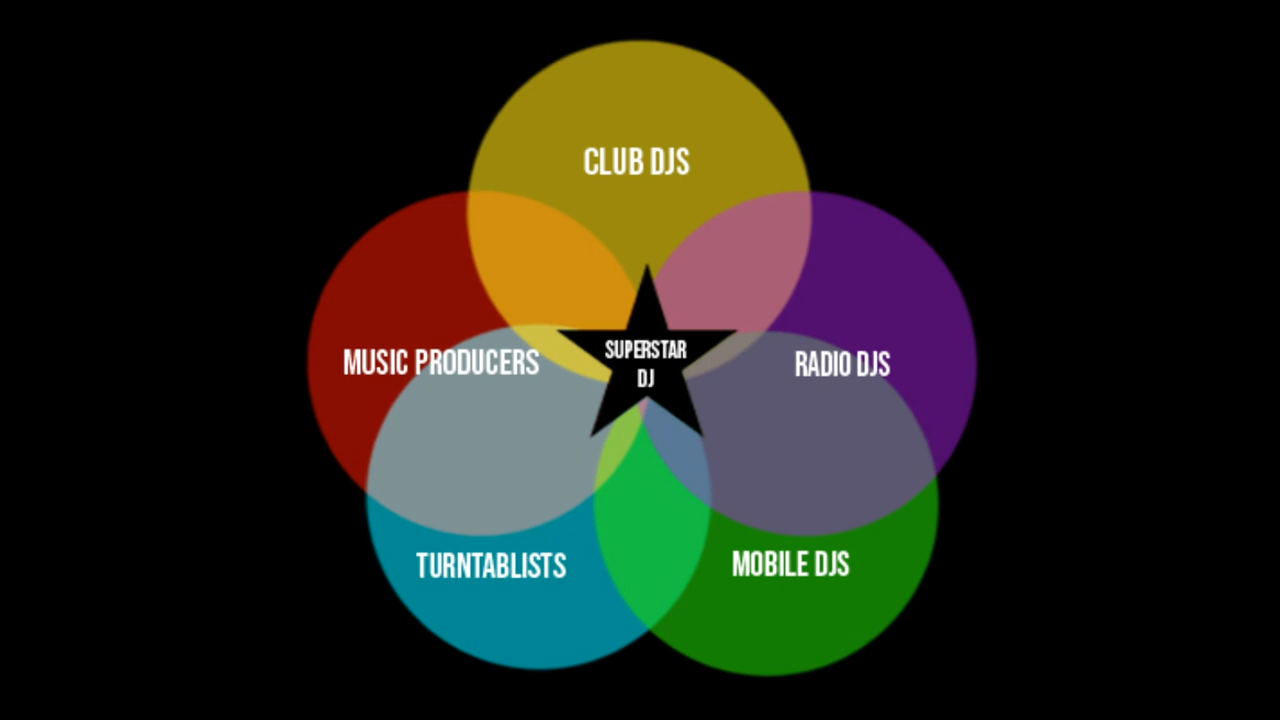 CLUB DJS
SUPERSTAR
DJ
MUSIC PRODUCERS
RADIO DJS
TURNTABLISTS
MOBILE DJS